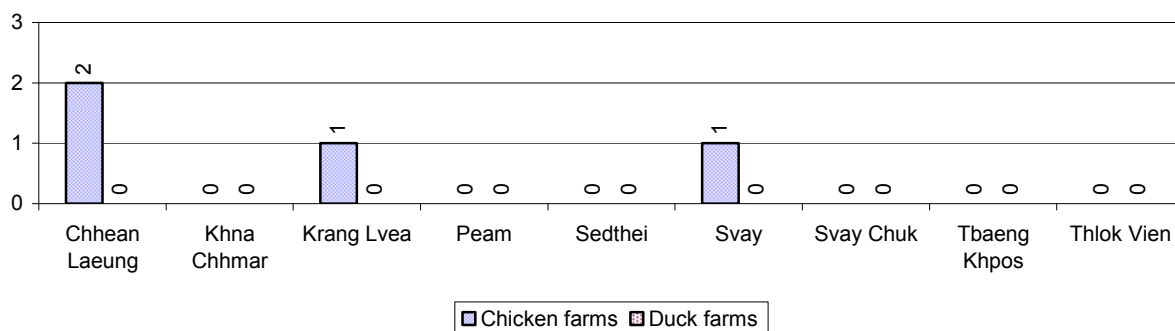 3
2
1
0
2
0
0
0
1
0
0
0
0
0
1
0
0
0
0
0
0
0
Chhean Laeung
Khna Chhmar
Krang Lvea
Peam
Sedthei
Svay
Svay Chuk
Tbaeng Khpos
Thlok Vien
Chicken farms
Duck farms